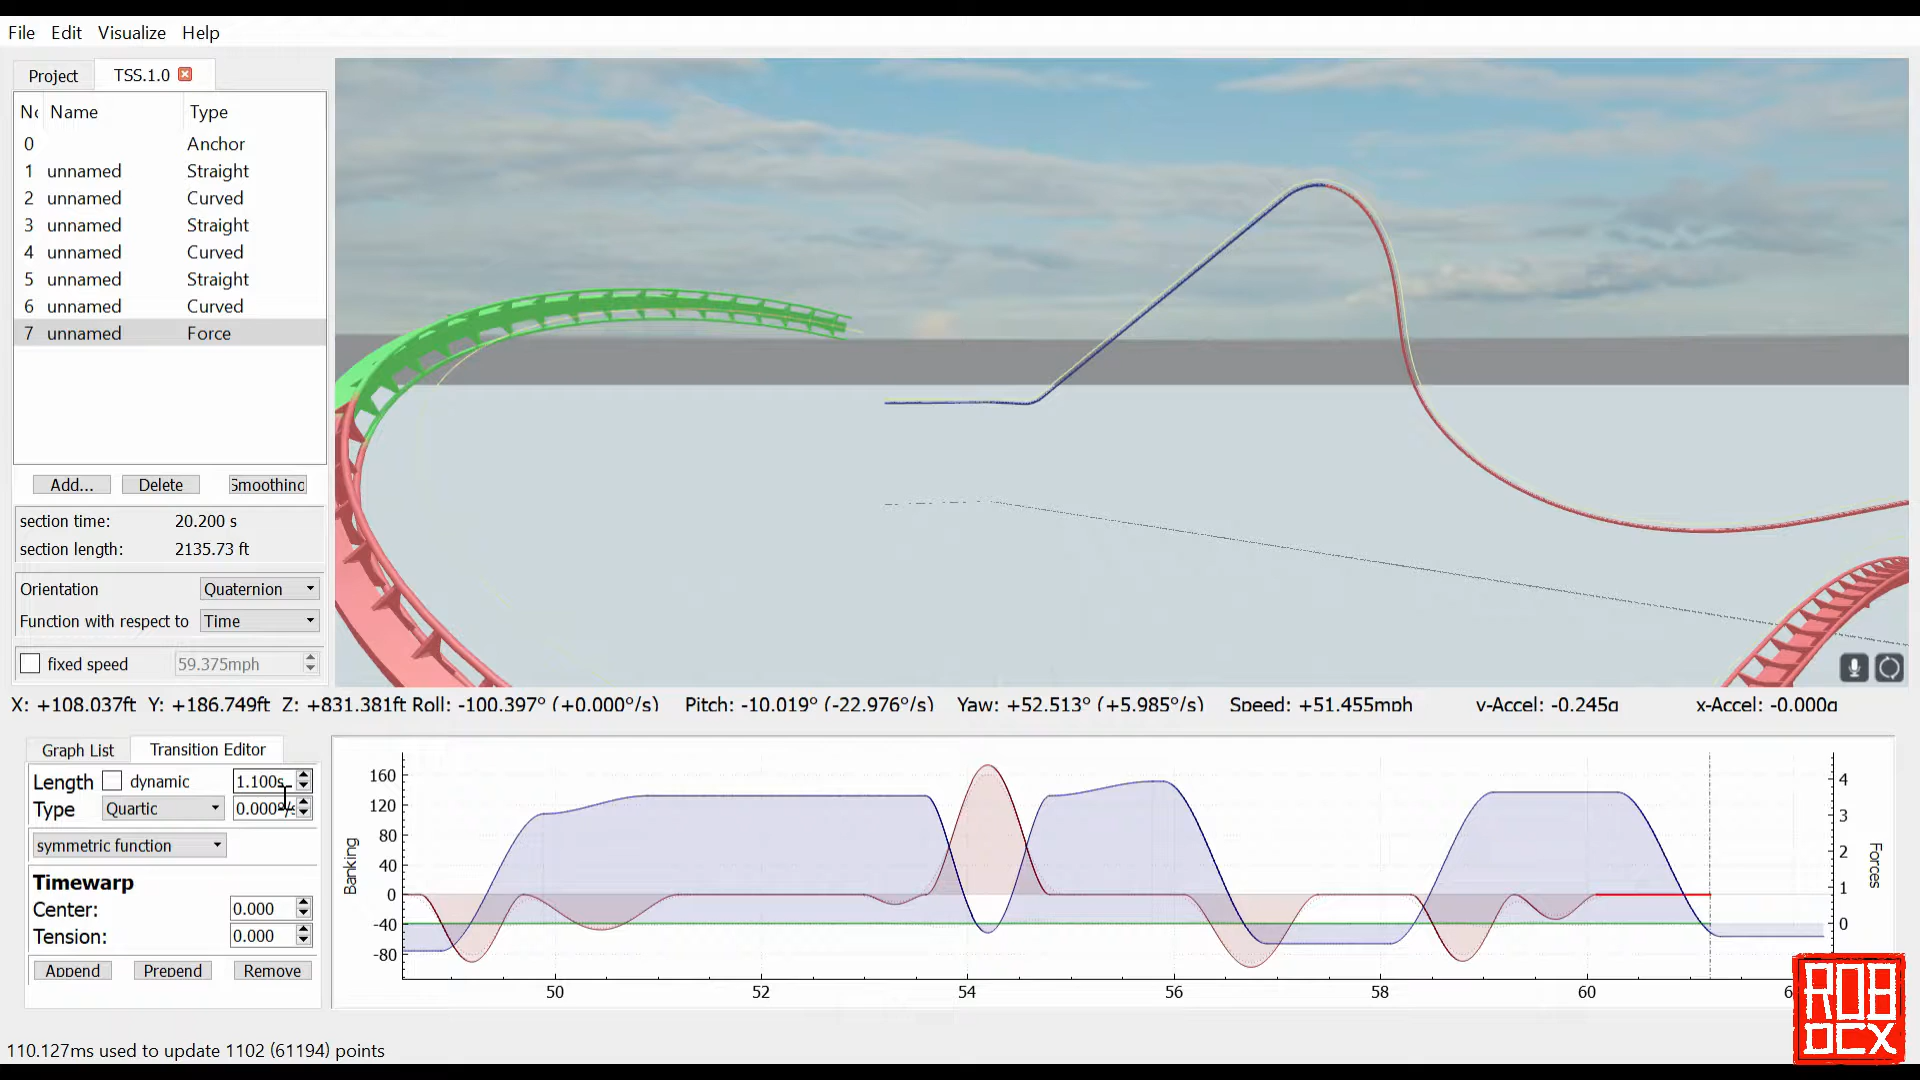 File Edit Visualize Help
Project TSS.1.0
Name Type
0 Anchor
1 unnamed Straight
2 unnamed Curved
3 unnamed Straight
4 unnamed Curved
5 unnamed Straight
6 unnamed Curved
7 unnamed Force
Add... Delete Smoothing
section time: 20.200 s
section length: 2135.73 ft
Orientation Quaternion
Function with respect to Time
fixed speed 59.375mph
X: +108.037ft Y: +186.749ft Z: +831.381ft Roll: -100.397° (+0.000°/s) Pitch: -10.019° (-22.976°/s) Yaw: +52.513° (+5.985°/s) Speed: +51.455mph y-Accel: -0.245g x-Accel: -0.000g
Graph List Transition Editor
Length dynamic 1.100s
Type Quartic 0.000°/
symmetric function
Timewarp
Center: 0.000
Tension: 0.000
Append Prepend Remove
Banking
160
120
80
40
0
-40
-80
50 52 54 56 58 60
4
3
2
1
0
Forces
ROB
OCX
110.127ms used to update 1102 (61194) points